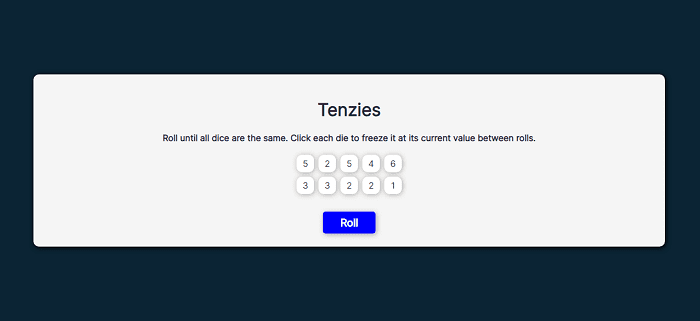 Tenzies
Roll until all dice are the same. Click each die to freeze it at its current value between rolls.
5 2 5 4 6
3 3 2 2 1
Roll